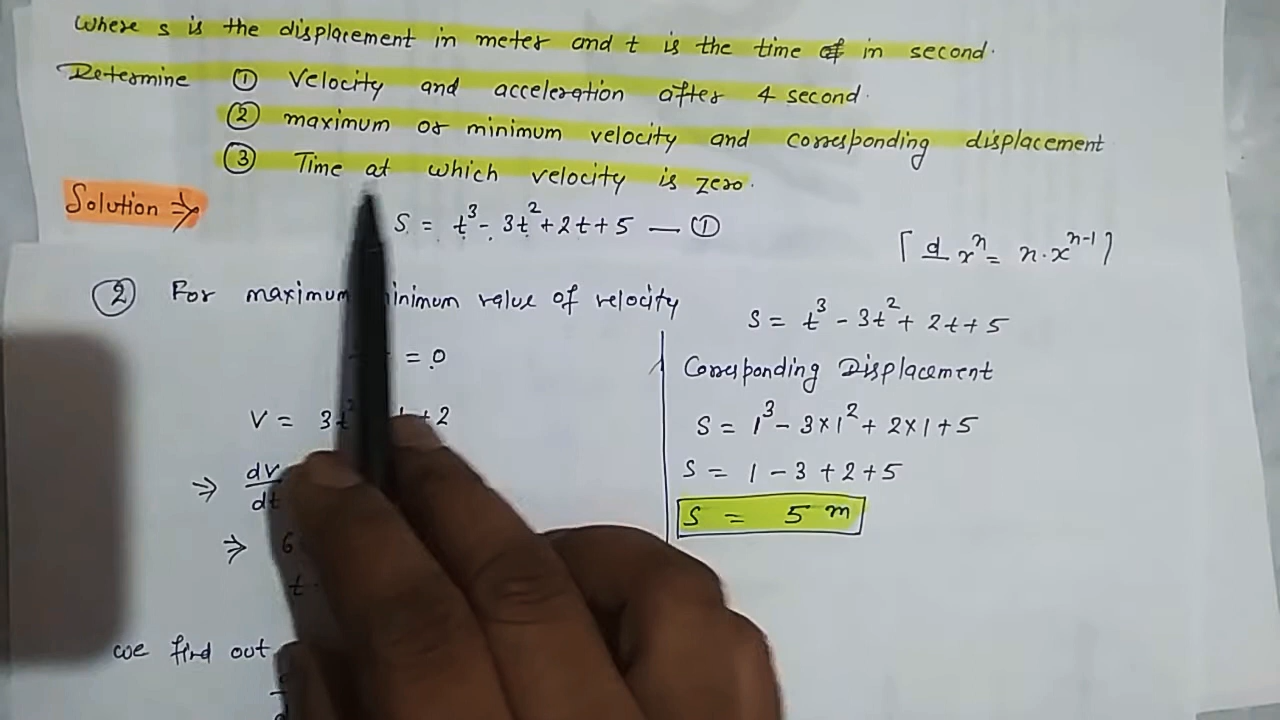 where s is the displacement in meter and t is the time in second.
Determine ① Velocity and acceleration after 4 second.
② maximum or minimum velocity and corresponding displacement
③ Time at which velocity is zero.
Solution ⇒
S = t³ - 3t² + 2t + 5 — ①
[d xⁿ = n·xⁿ⁻¹]
② For maximum minimum value of velocity
= 0
V = 3t² + 2
⇒ dv
dt
⇒ 6
t
we find out
S = t³ - 3t² + 2t + 5
Corresponding Displacement
S = 1³ - 3×1² + 2×1 + 5
S = 1 - 3 + 2 + 5
S = 5 m